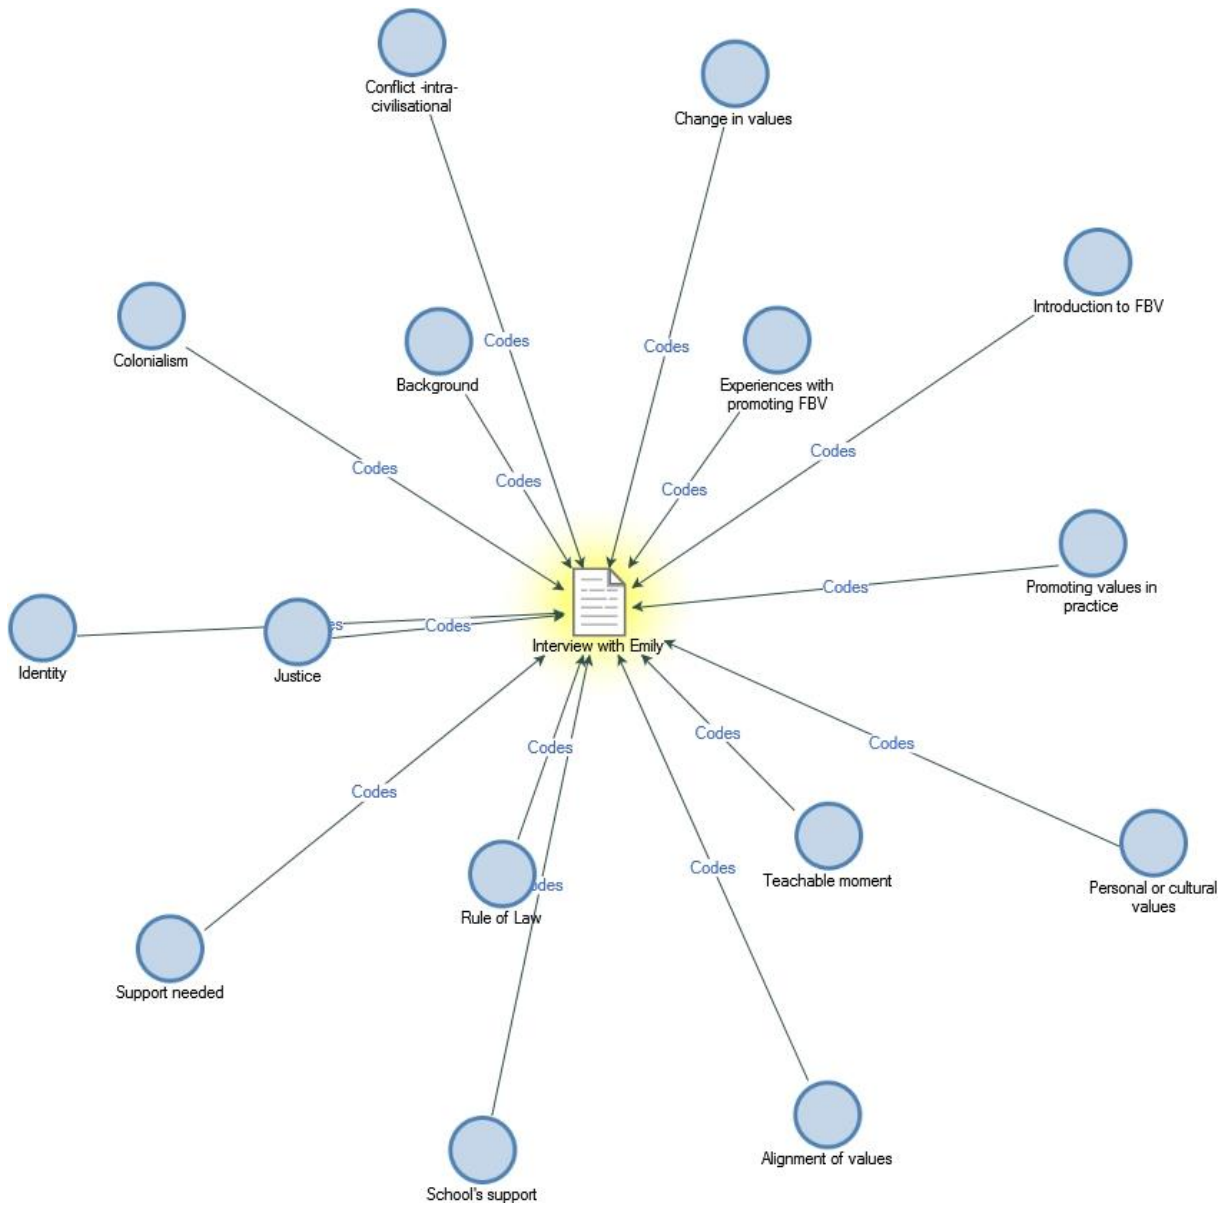 Conflict -intra-
civilisational
Change in values
Introduction to FBV
Colonialism
Background
Experiences with
promoting FBV
Codes
Codes
Codes
Codes
Codes
Codes
Promoting values in
practice
Codes
Identity
Justice
es
Codes
Interview with Emily
Codes
Codes
Codes
Codes
Codes
Rule of Law
odes
Teachable moment
Personal or cultural
values
Support needed
Alignment of values
School's support